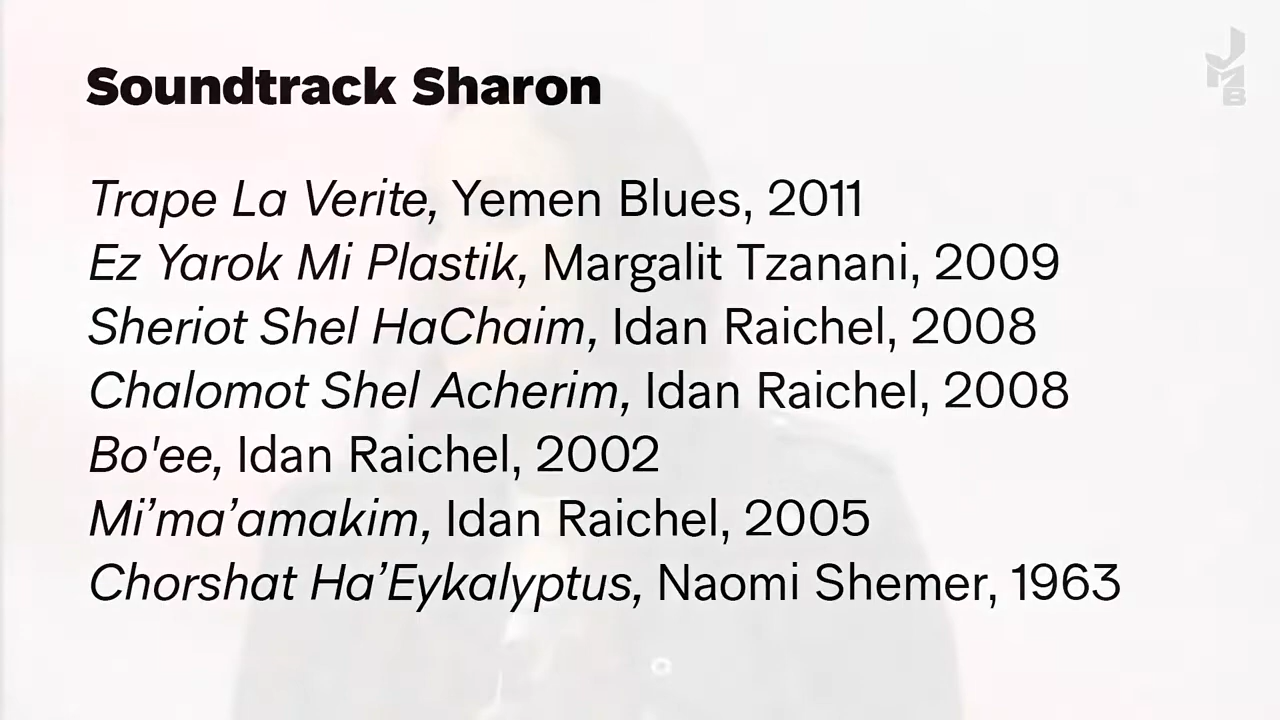 JMB
Soundtrack Sharon
Trape La Verite, Yemen Blues, 2011
Ez Yarok Mi Plastik, Margalit Tzanani, 2009
Sheriot Shel HaChaim, Idan Raichel, 2008
Chalomot Shel Acherim, Idan Raichel, 2008
Bo'ee, Idan Raichel, 2002
Mi’ma’amakim, Idan Raichel, 2005
Chorshat Ha’Eykalyptus, Naomi Shemer, 1963